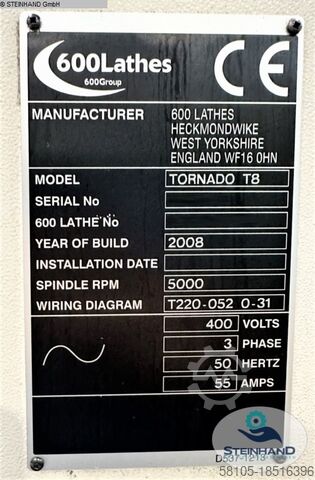 © STEINHAND GmbH
600Lathes
600Group
CE
MANUFACTURER 600 LATHES
HECKMONDWIKE
WEST YORKSHIRE
ENGLAND WF16 0HN
MODEL TORNADO T8
SERIAL No
600 LATHE No
YEAR OF BUILD 2008
INSTALLATION DATE
SPINDLE RPM 5000
WIRING DIAGRAM T220-052 0-31
400 VOLTS
3 PHASE
50 HERTZ
55 AMPS
STEINHAND
58105-18516396